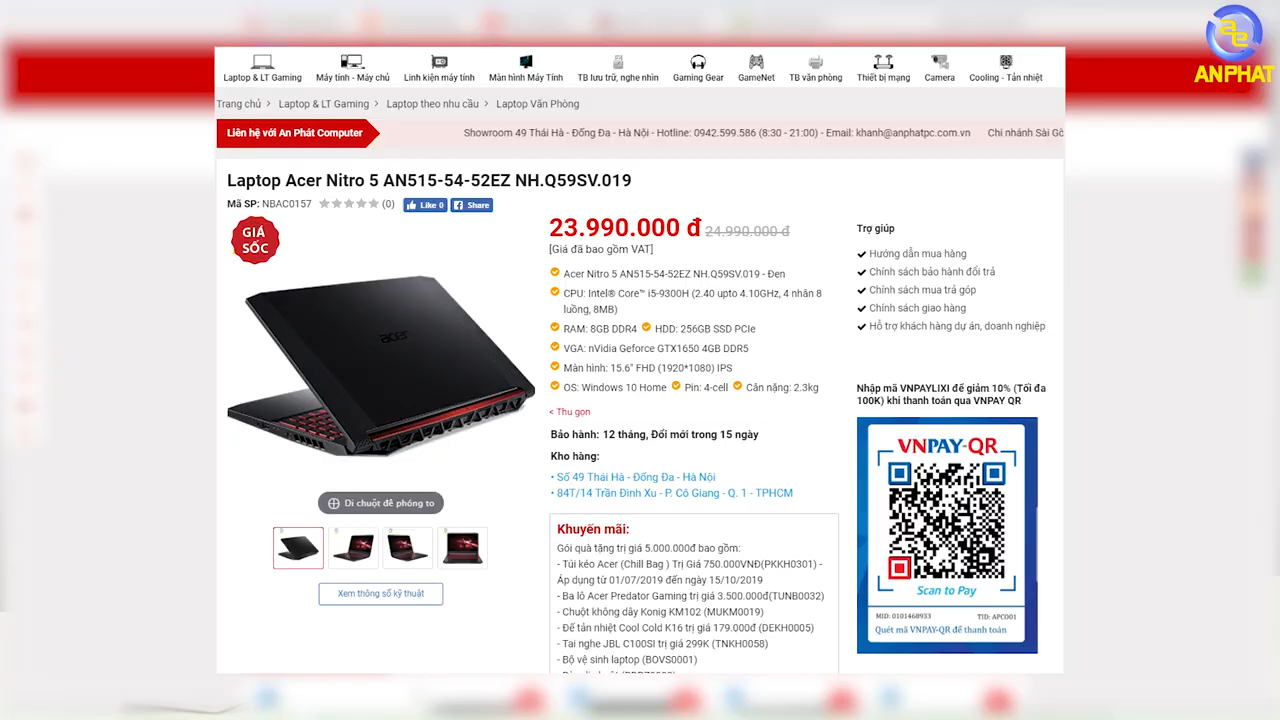 ANPHAT
Laptop & LT Gaming
Máy tính - Máy chủ
Linh kiện máy tính
Màn hình Máy Tính
TB lưu trữ, nghe nhìn
Gaming Gear
GameNet
TB văn phòng
Thiết bị mạng
Camera
Cooling - Tản nhiệt
Trang chủ > Laptop & LT Gaming > Laptop theo nhu cầu > Laptop Văn Phòng
Liên hệ với An Phát Computer
Showroom 49 Thái Hà - Đống Đa - Hà Nội - Hotline: 0942.599.586 (8:30 - 21:00) - Email: khanh@anphatpc.com.vn Chi nhánh Sài Gò
Laptop Acer Nitro 5 AN515-54-52EZ NH.Q59SV.019
Mã SP: NBAC0157 (0) Like 0 Share
GIÁ
SỐC
acer
Di chuột để phóng to
Xem thông số kỹ thuật
23.990.000 đ 24.990.000 đ
[Giá đã bao gồm VAT]
Acer Nitro 5 AN515-54-52EZ NH.Q59SV.019 - Đen
CPU: Intel® Core™ i5-9300H (2.40 upto 4.10GHz, 4 nhân 8
luồng, 8MB)
RAM: 8GB DDR4 HDD: 256GB SSD PCIe
VGA: nVidia Geforce GTX1650 4GB DDR5
Màn hình: 15.6" FHD (1920*1080) IPS
OS: Windows 10 Home Pin: 4-cell Cân nặng: 2.3kg
< Thu gọn
Bảo hành: 12 tháng, Đổi mới trong 15 ngày
Kho hàng:
• Số 49 Thái Hà - Đống Đa - Hà Nội
• 84T/14 Trần Đình Xu - P. Cô Giang - Q. 1 - TPHCM
Khuyến mãi:
Gói quà tặng trị giá 5.000.000đ bao gồm:
- Túi kéo Acer (Chill Bag ) Trị Giá 750.000VNĐ(PKKH0301) -
Áp dụng từ 01/07/2019 đến ngày 15/10/2019
- Ba lô Acer Predator Gaming trị giá 3.500.000đ(TUNB0032)
- Chuột không dây Konig KM102 (MUKM0019)
- Đế tản nhiệt Cool Cold K16 trị giá 179.000đ (DEKH0005)
- Tai nghe JBL C100SI trị giá 299K (TNKH0058)
- Bộ vệ sinh laptop (BOVS0001)
Trợ giúp
Hướng dẫn mua hàng
Chính sách bảo hành đổi trả
Chính sách mua trả góp
Chính sách giao hàng
Hỗ trợ khách hàng dự án, doanh nghiệp
Nhập mã VNPAYLIXI để giảm 10% (Tối đa
100K) khi thanh toán qua VNPAY QR
VNPAY-QR
Scan to Pay
MID: 0101468933 TID: APC001
Quét mã VNPAY-QR để thanh toán